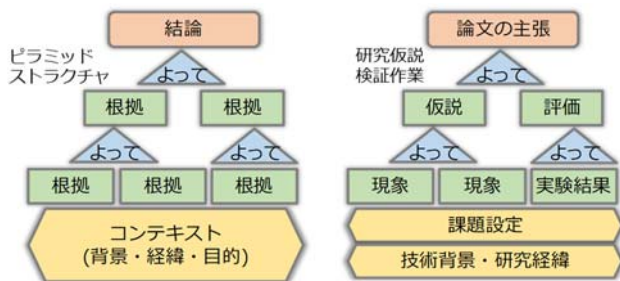 結論
ピラミッド
ストラクチャ
よって
根拠
根拠
よって
よって
根拠
根拠
根拠
コンテキスト
(背景・経緯・目的)
論文の主張
研究仮説
検証作業
よって
仮説
評価
よって
よって
現象
現象
実験結果
課題設定
技術背景・研究経緯